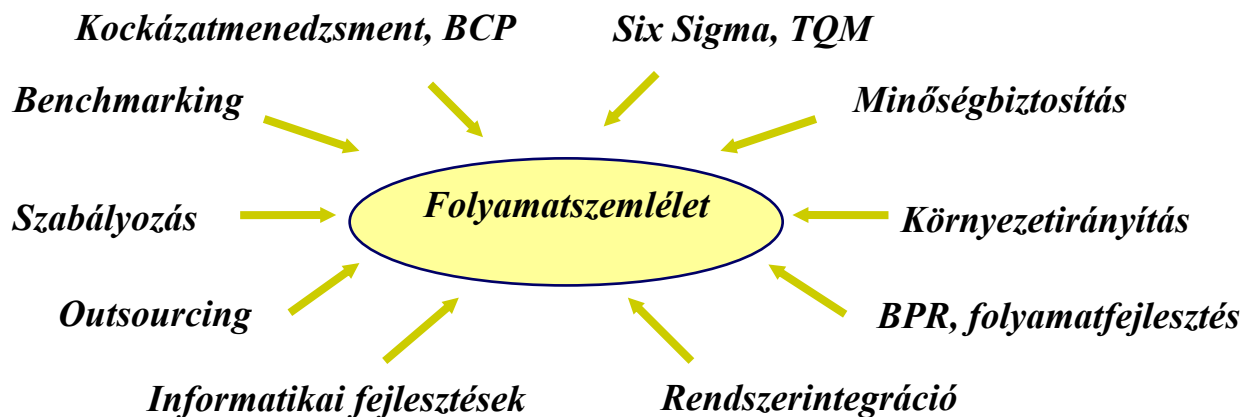 Kockázatmenedzsment, BCP
Six Sigma, TQM
Benchmarking
Minőségbiztosítás
Folyamatszemlélet
Szabályozás
Környezetirányítás
Outsourcing
BPR, folyamatfejlesztés
Informatikai fejlesztések
Rendszerintegráció